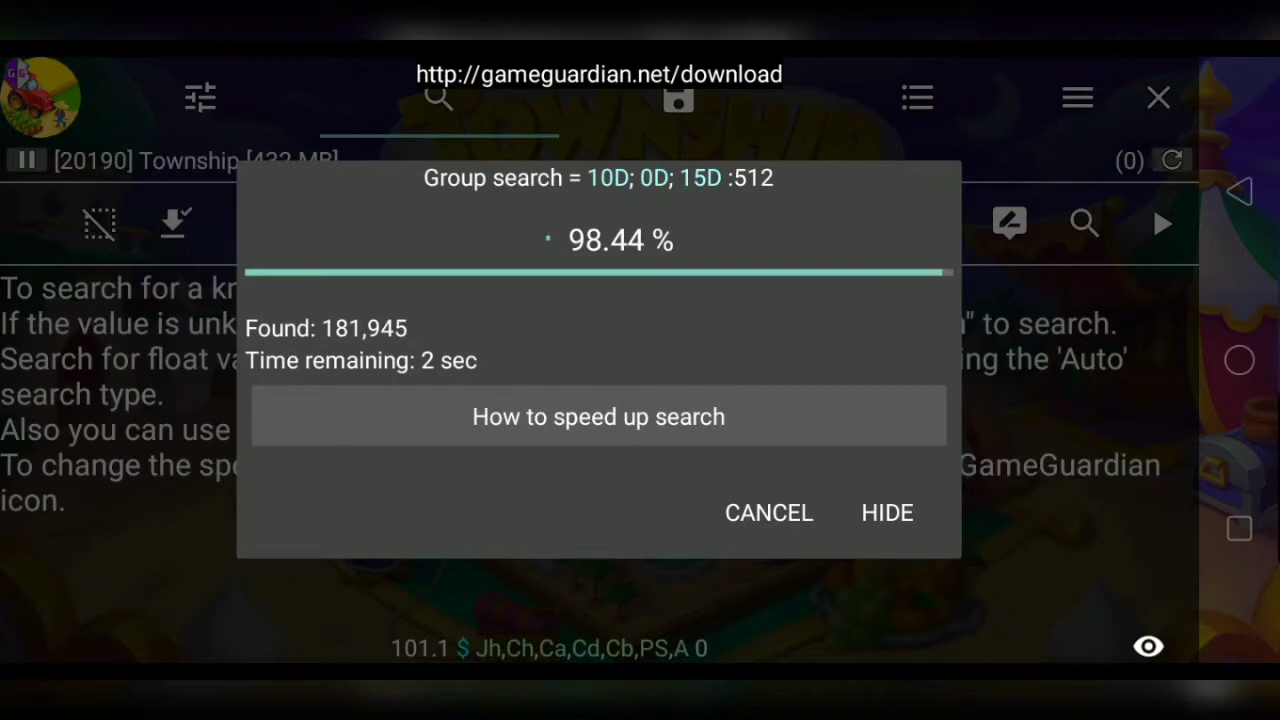 http://gameguardian.net/download
[20190] Township [432 MB]
(0)
Group search = 10D; 0D; 15D :512
98.44 %
To search for a kr
If the value is unk
" to search.
Found: 181,945
Search for float va
ing the 'Auto'
Time remaining: 2 sec
search type.
How to speed up search
Also you can use
To change the spe
GameGuardian
icon.
CANCEL HIDE
101.1 $ Jh,Ch,Ca,Cd,Cb,PS,A 0